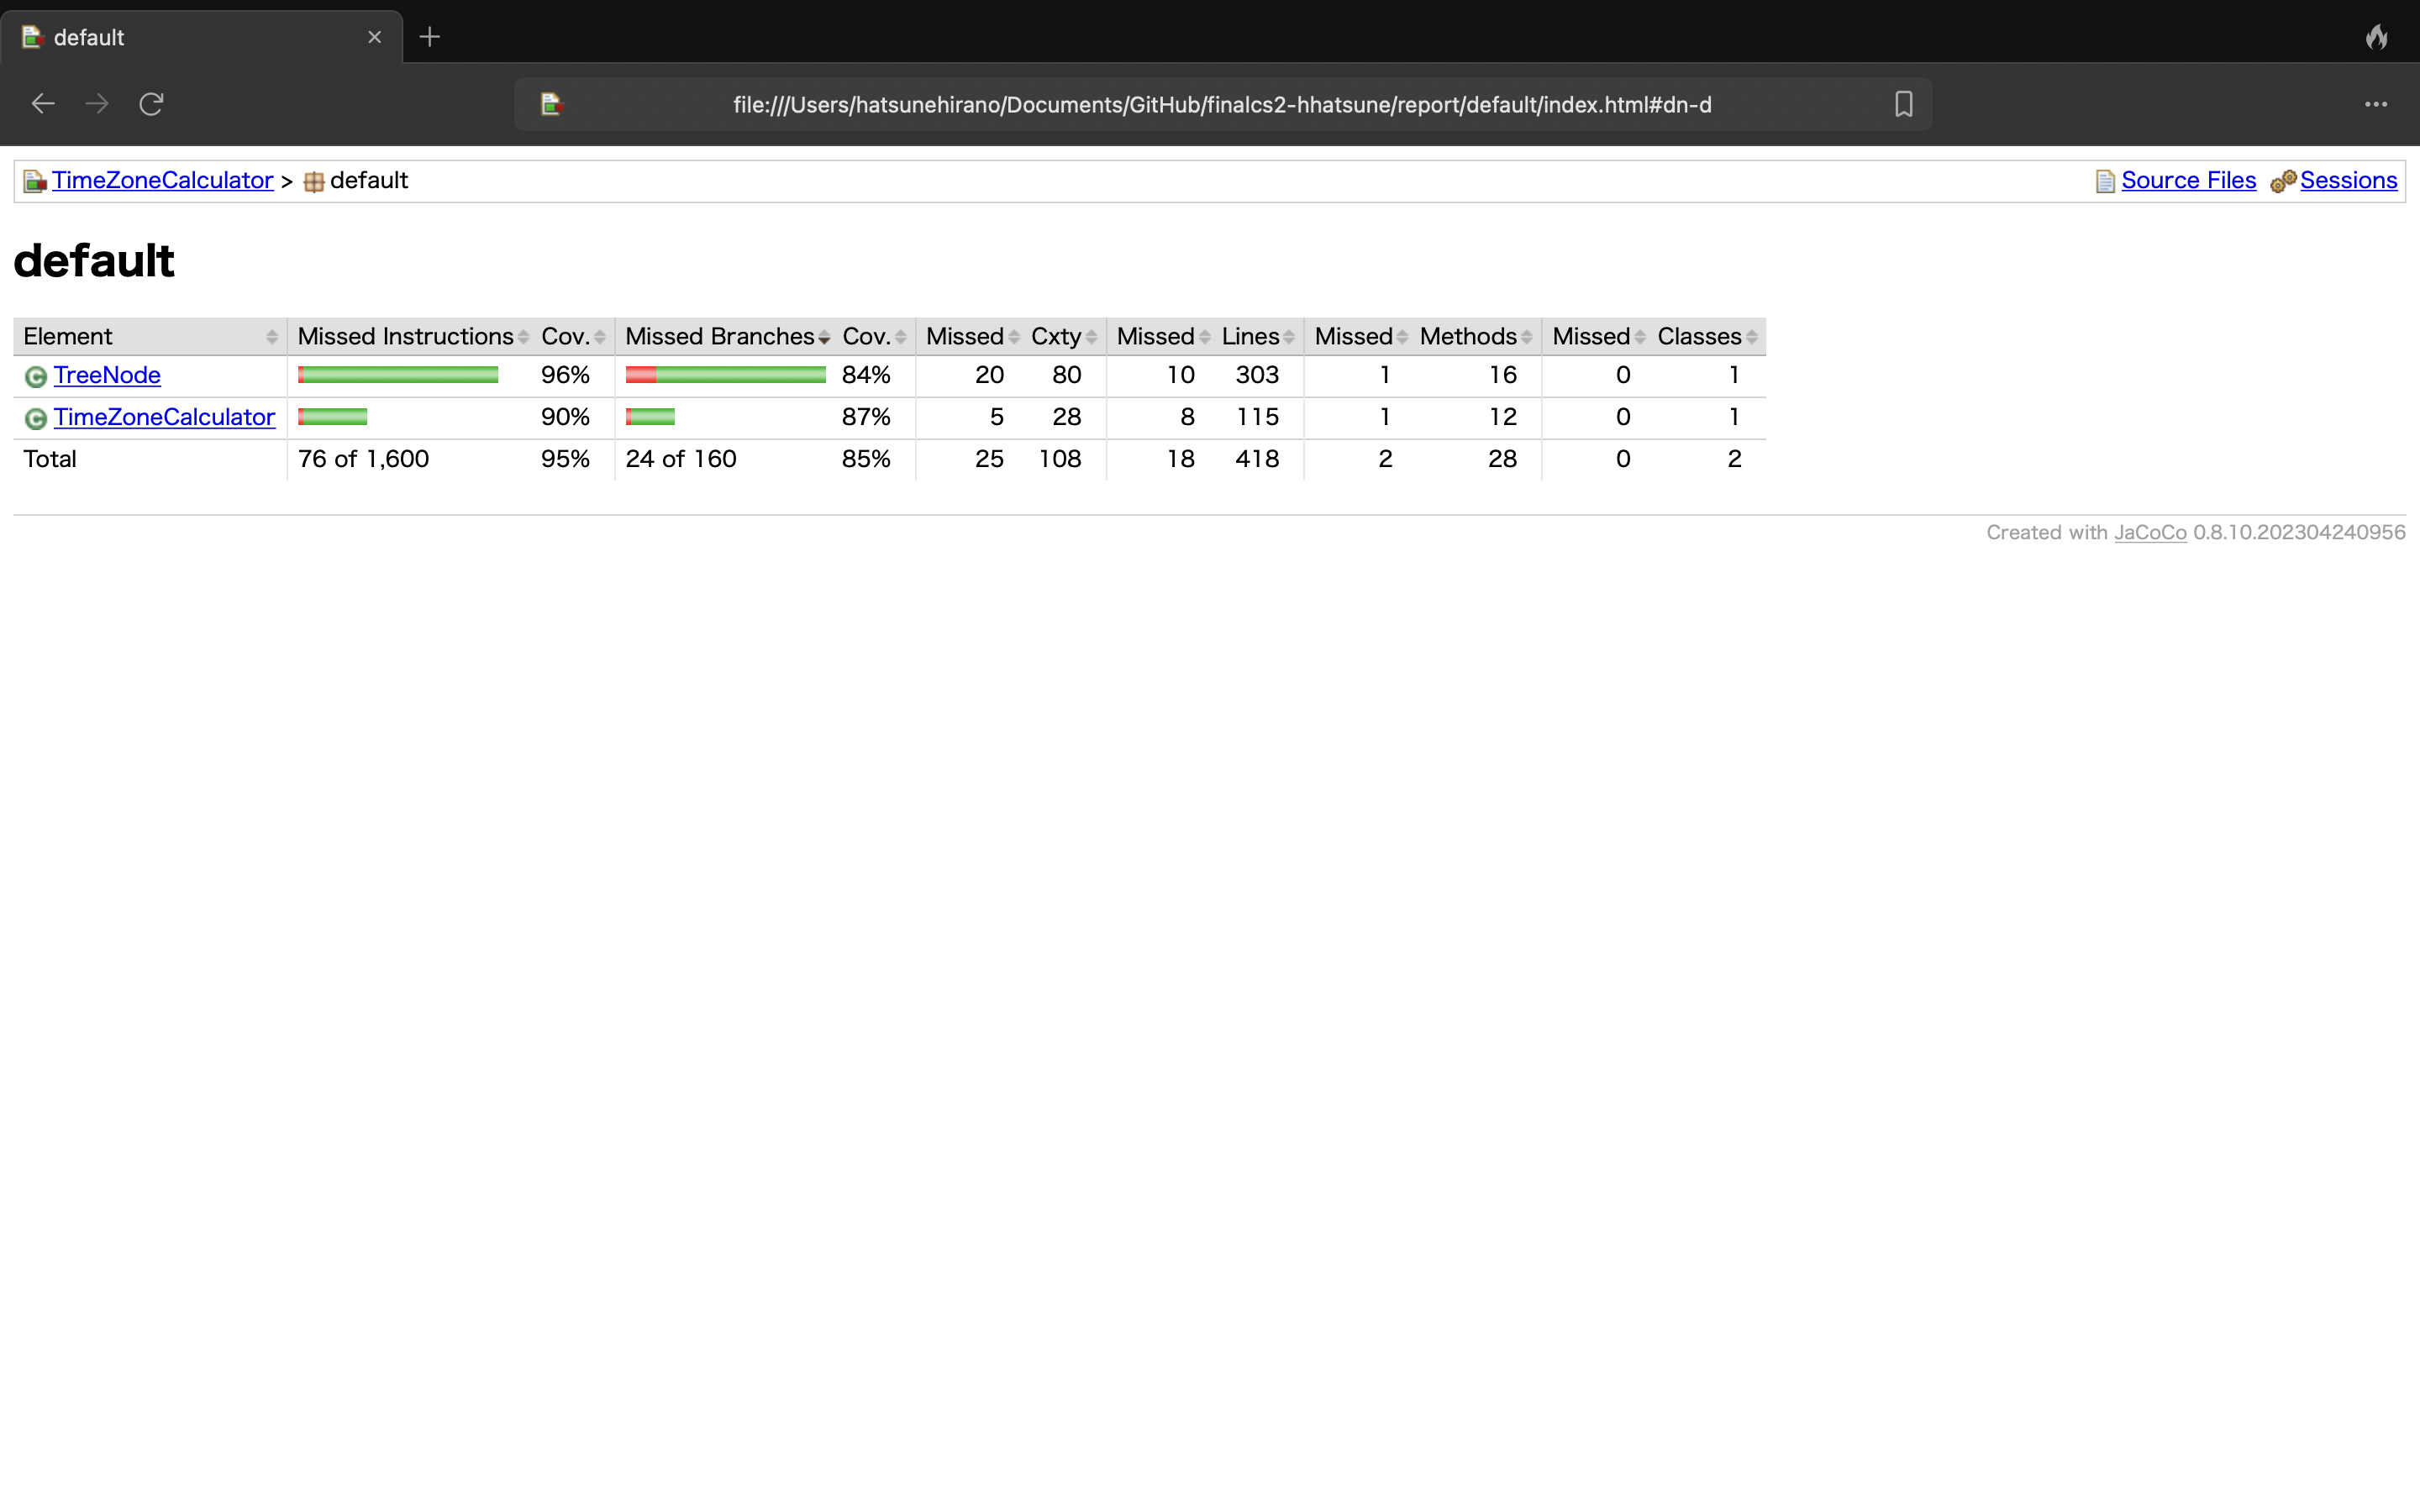 default
file:///Users/hatsunehirano/Documents/GitHub/finalcs2-hhatsune/report/default/index.html#dn-d
TimeZoneCalculator > default Source Files Sessions
default
Element Missed Instructions Cov. Missed Branches Cov. Missed Cxty Missed Lines Missed Methods Missed Classes
TreeNode 96% 84% 20 80 10 303 1 16 0 1
TimeZoneCalculator 90% 87% 5 28 8 115 1 12 0 1
Total 76 of 1,600 95% 24 of 160 85% 25 108 18 418 2 28 0 2
Created with JaCoCo 0.8.10.202304240956